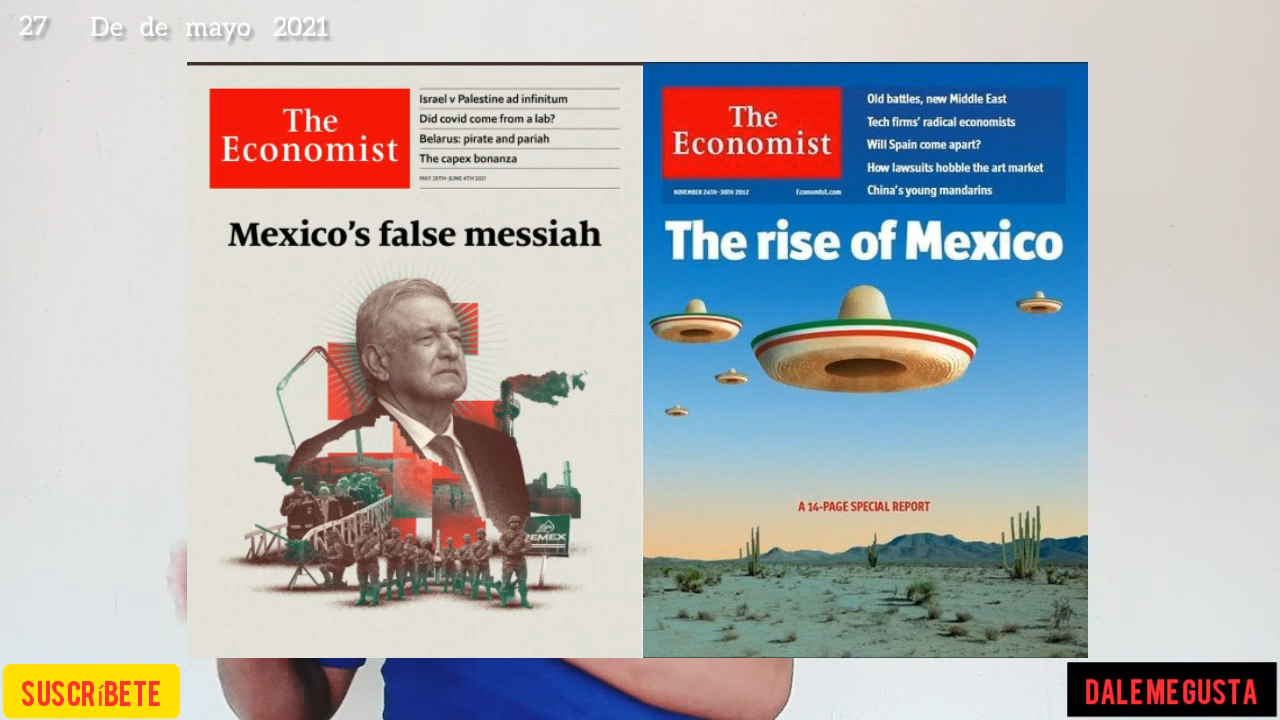 27 De de mayo 2021
The
Economist
Israel v Palestine ad infinitum
Did covid come from a lab?
Belarus: pirate and pariah
The capex bonanza
MAY 29TH-JUNE 4TH 2021
Mexico's false messiah
PEMEX
The
Economist
NOVEMBER 24TH-30TH 2012 Economist.com
Old battles, new Middle East
Tech firms' radical economists
Will Spain come apart?
How lawsuits hobble the art market
China's young mandarins
The rise of Mexico
A 14-PAGE SPECIAL REPORT
SUSCRíBETE
DALE ME GUSTA